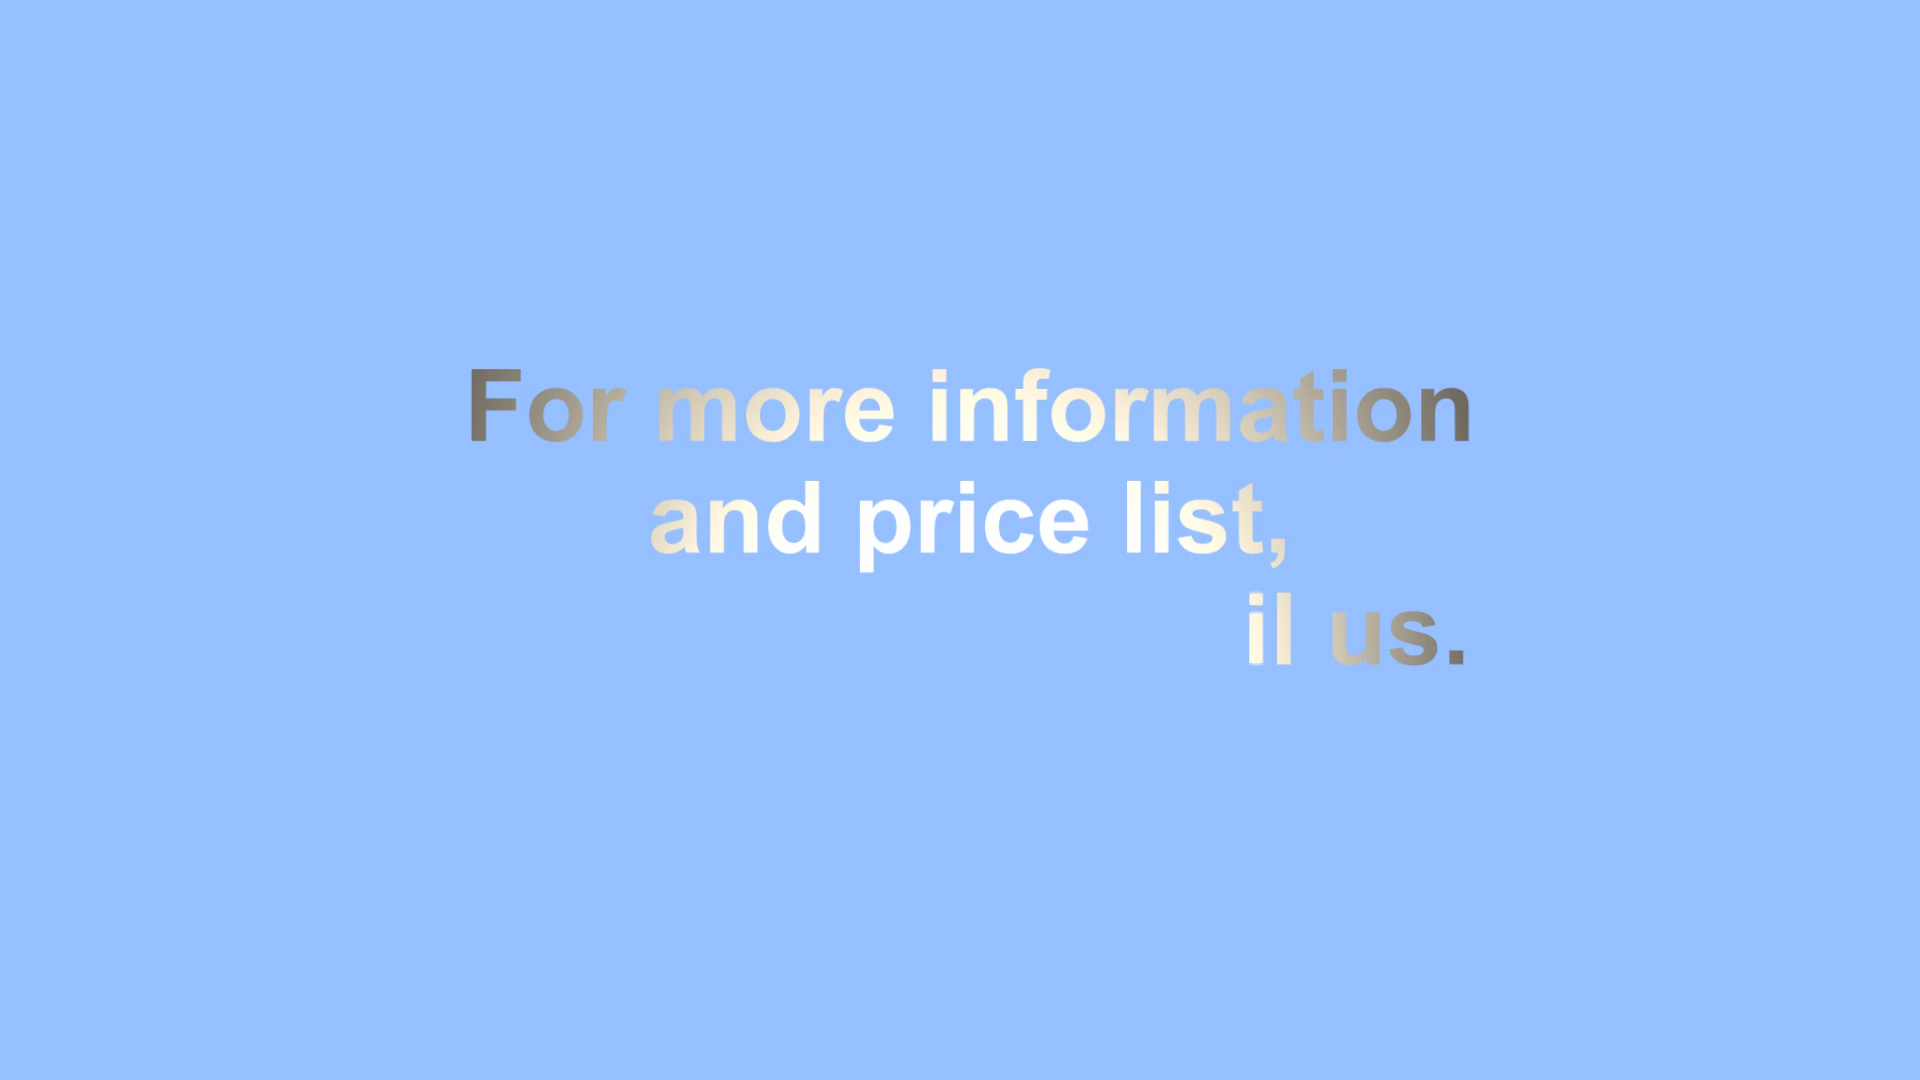 For more information
and price list,
il us.